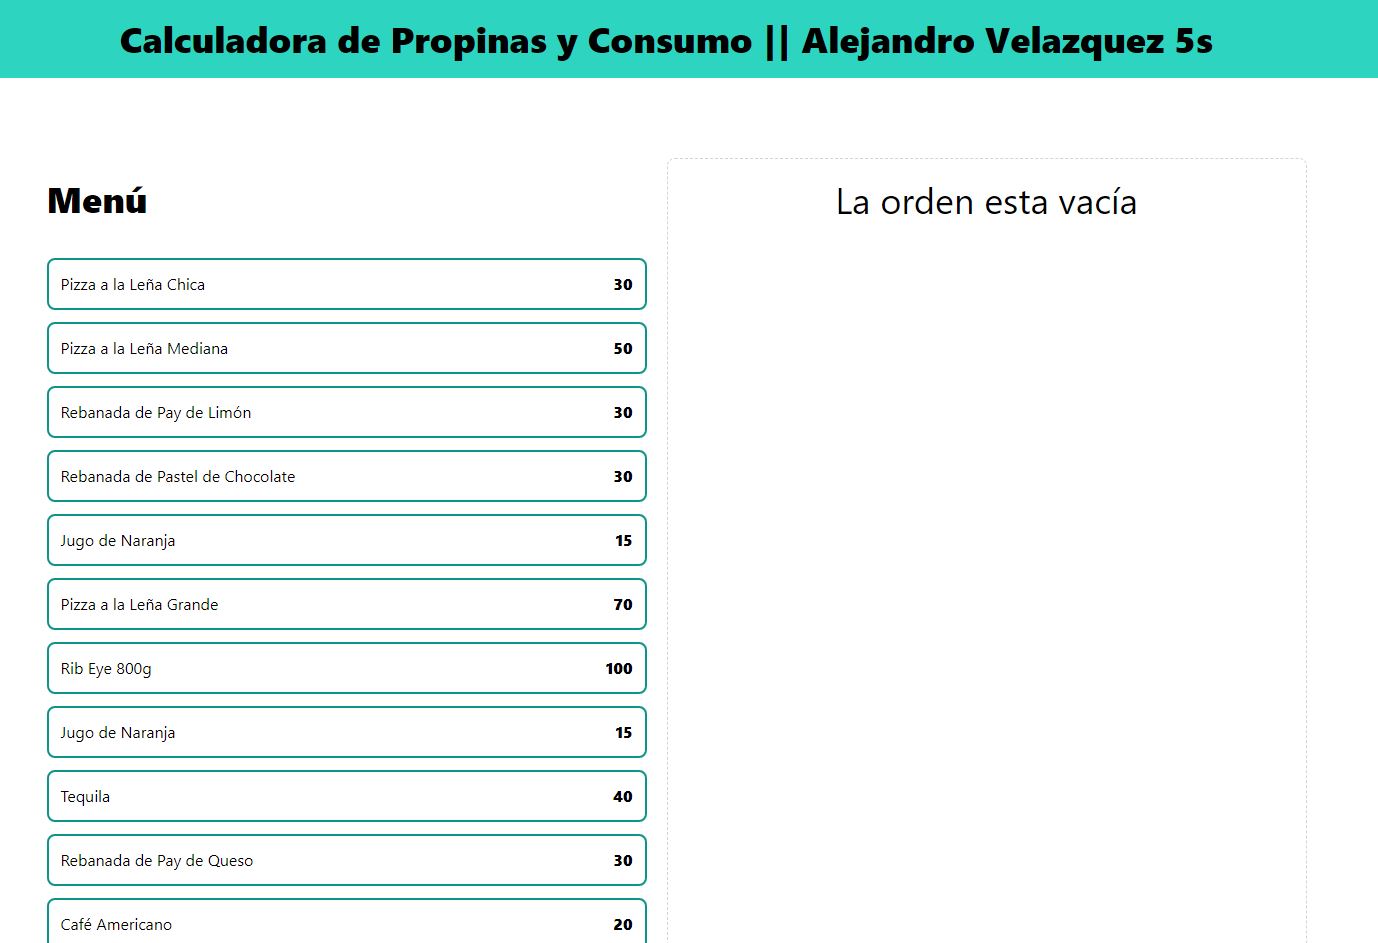 Calculadora de Propinas y Consumo || Alejandro Velazquez 5s
Menú
Pizza a la Leña Chica 30
Pizza a la Leña Mediana 50
Rebanada de Pay de Limón 30
Rebanada de Pastel de Chocolate 30
Jugo de Naranja 15
Pizza a la Leña Grande 70
Rib Eye 800g 100
Jugo de Naranja 15
Tequila 40
Rebanada de Pay de Queso 30
Café Americano 20
La orden esta vacía